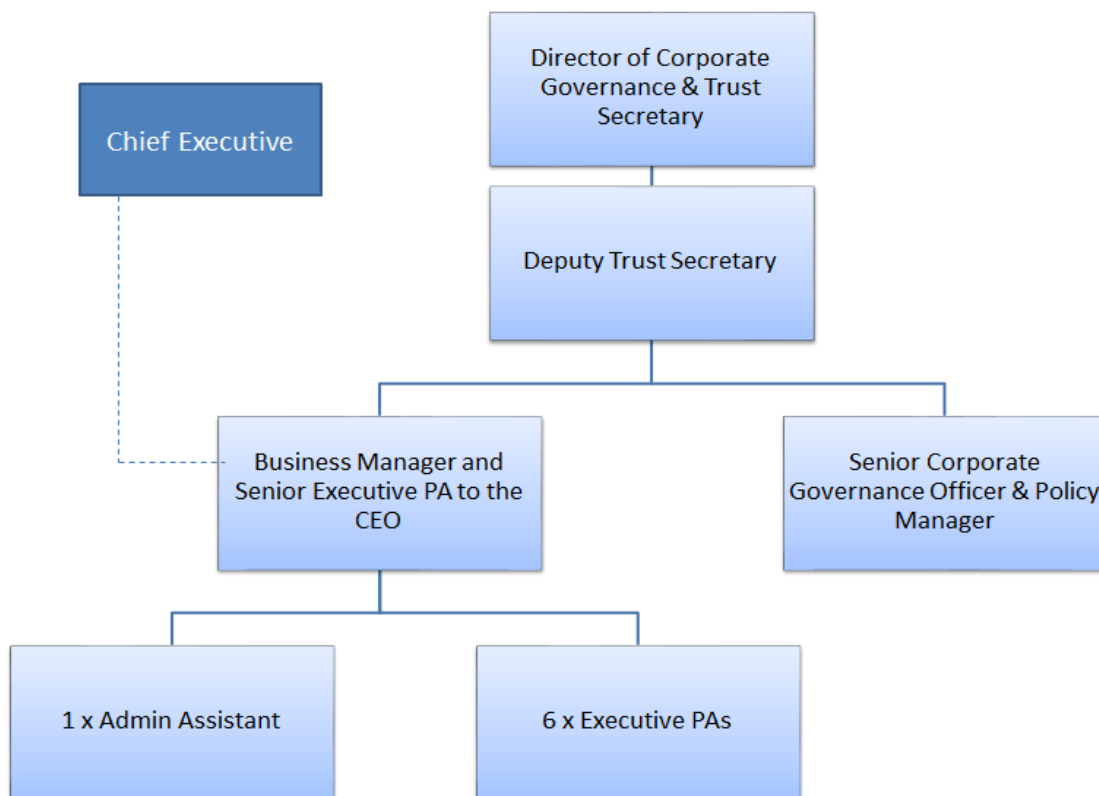 Director of Corporate
Governance & Trust
Secretary
Chief Executive
Deputy Trust Secretary
Business Manager and
Senior Executive PA to the
CEO
Senior Corporate
Governance Officer & Policy
Manager
1 x Admin Assistant
6 x Executive PAs